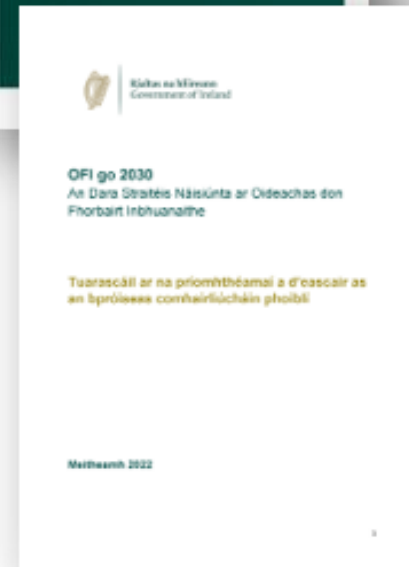 Rialtas na hÉireann
Government of Ireland
OFI go 2030
An Dara Straitéis Náisiúnta ar Oideachas don
Fhorbairt Inbhuanaithe
Tuarascáil ar na príomhthéamaí a d'eascair as
an bpróiseas comhairliúcháin phoiblí
Meitheamh 2022